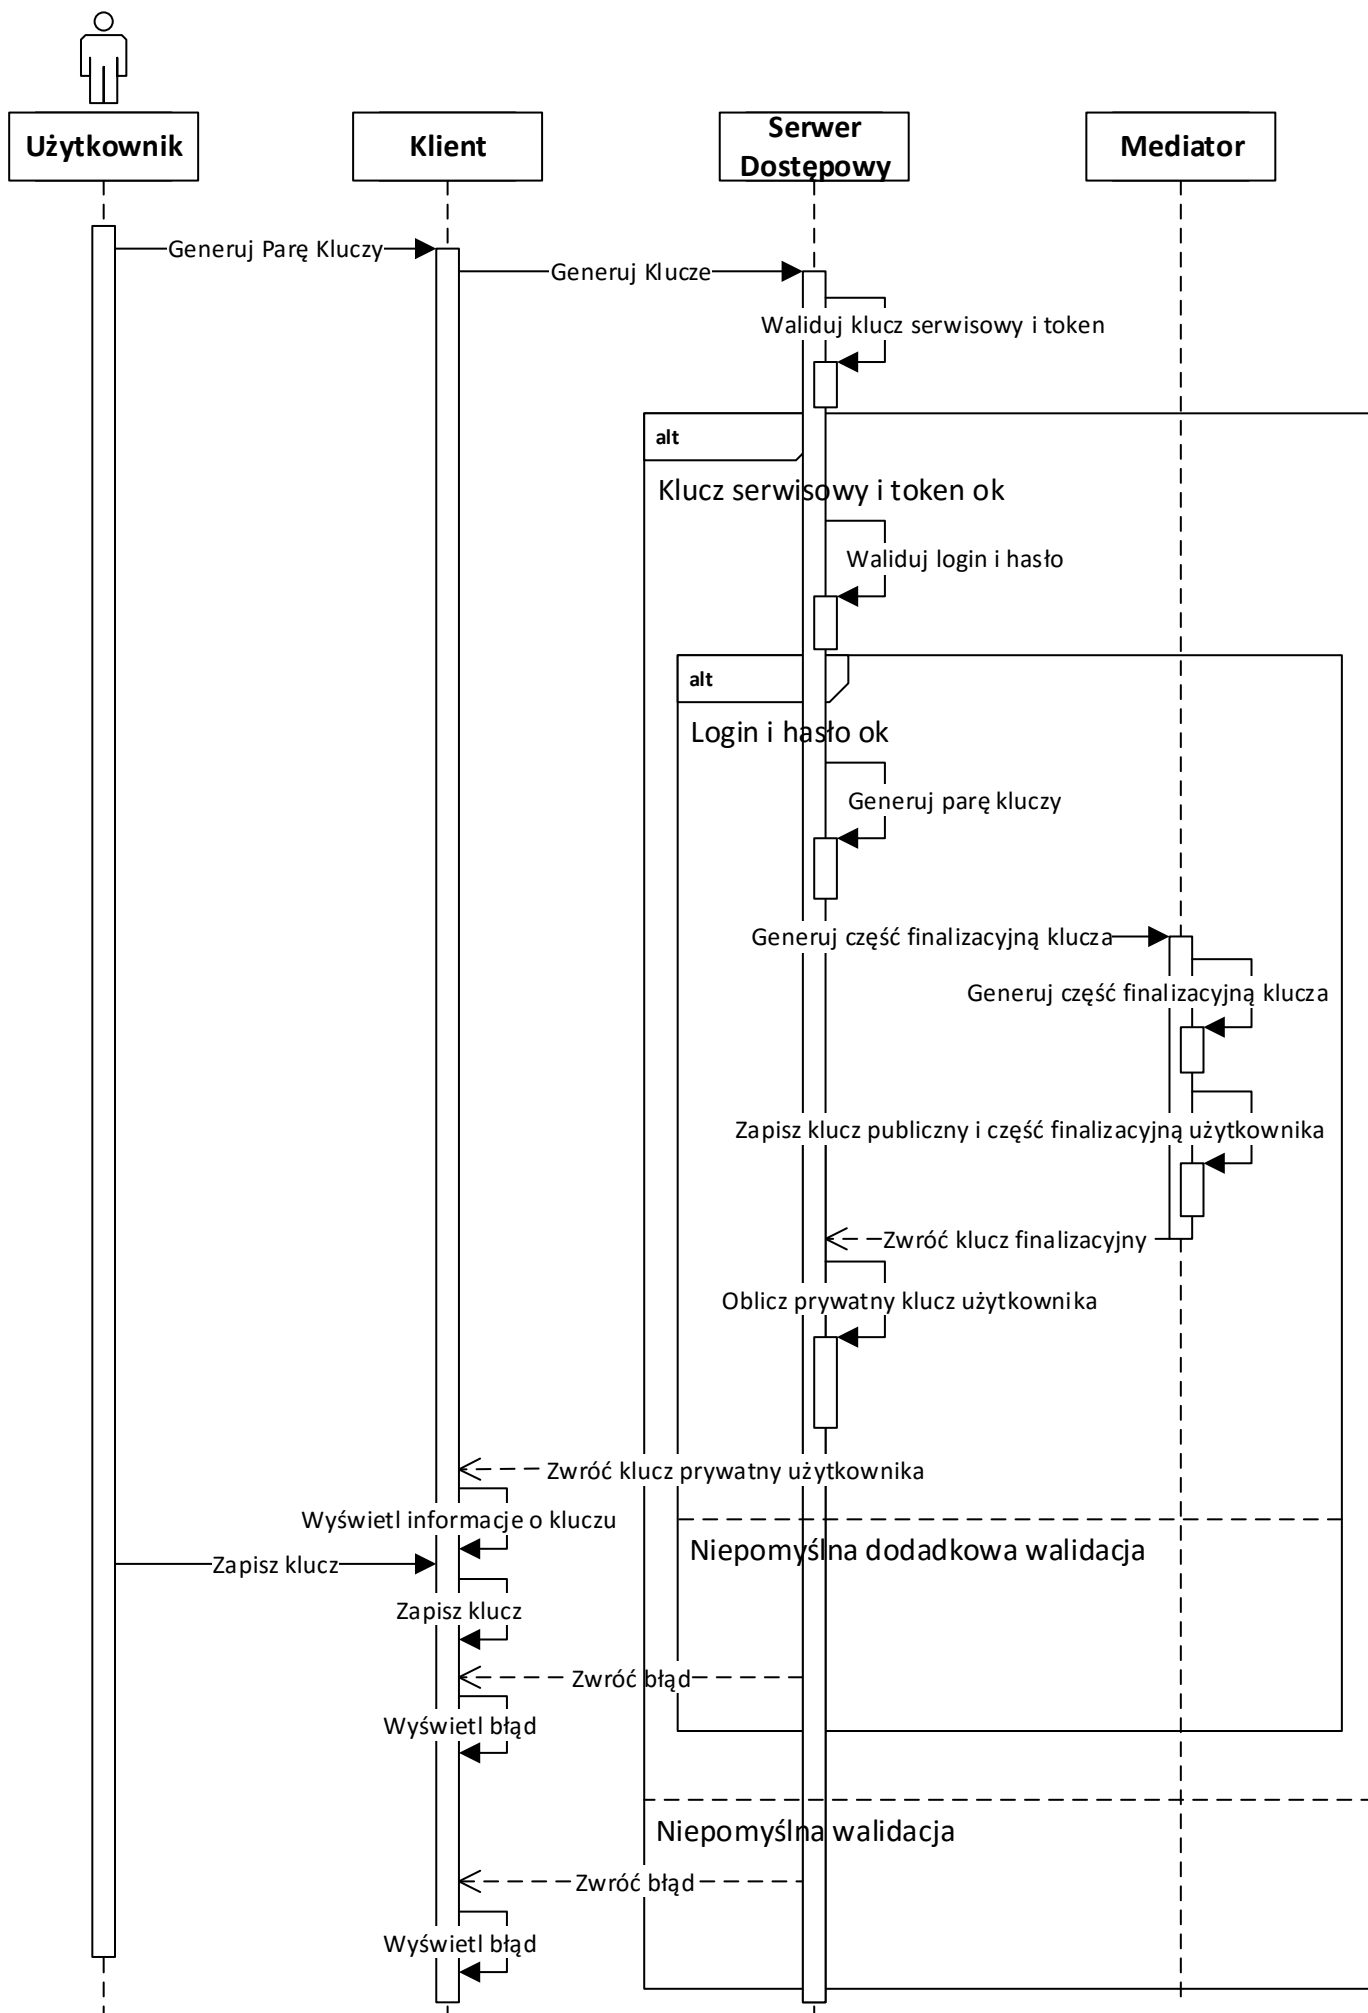 Użytkownik
Klient
Serwer
Dostępowy
Mediator
Generuj Parę Kluczy
Generuj Klucze
Waliduj klucz serwisowy i token
alt
Klucz serwisowy i token ok
Waliduj login i hasło
alt
Login i hasło ok
Generuj parę kluczy
Generuj część finalizacyjną klucza
Generuj część finalizacyjną klucza
Zapisz klucz publiczny i część finalizacyjną użytkownika
Zwróć klucz finalizacyjny
Oblicz prywatny klucz użytkownika
Zwróć klucz prywatny użytkownika
Wyświetl informacje o kluczu
Niepomyślna dodadkowa walidacja
Zapisz klucz
Zapisz klucz
Zwróć błąd
Wyświetl błąd
Niepomyślna walidacja
Zwróć błąd
Wyświetl błąd